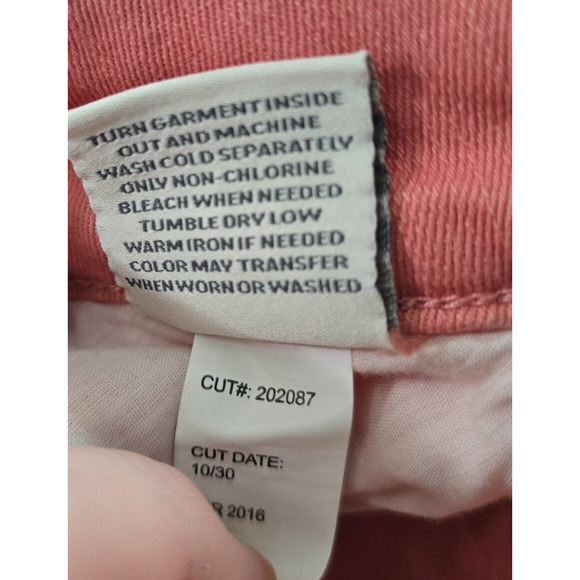 TURN GARMENT INSIDE
OUT AND MACHINE
WASH COLD SEPARATELY
ONLY NON-CHLORINE
BLEACH WHEN NEEDED
TUMBLE DRY LOW
WARM IRON IF NEEDED
COLOR MAY TRANSFER
WHEN WORN OR WASHED
CUT#: 202087
CUT DATE:
10/30
2016